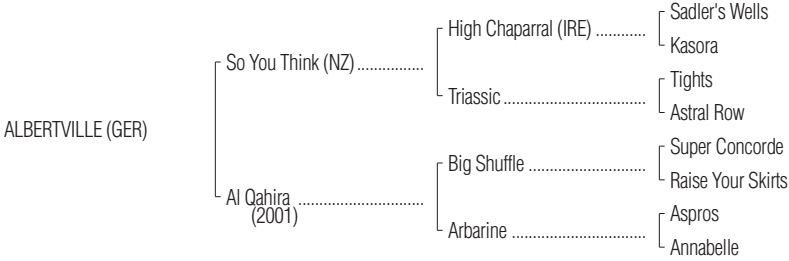 Sadler's Wells
High Chaparral (IRE) ............
Kasora
So You Think (NZ) ................
Tights
Triassic ..................................
Astral Row
ALBERTVILLE (GER)
Super Concorde
Big Shuffle ............................
Raise Your Skirts
Al Qahira ..............................
(2001)
Aspros
Arbarine ................................
Annabelle